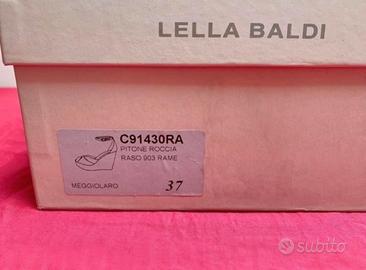 LELLA BALDI
C91430RA
PITONE ROCCIA
RASO 903 RAME
MEGGIOLARO
37
subito